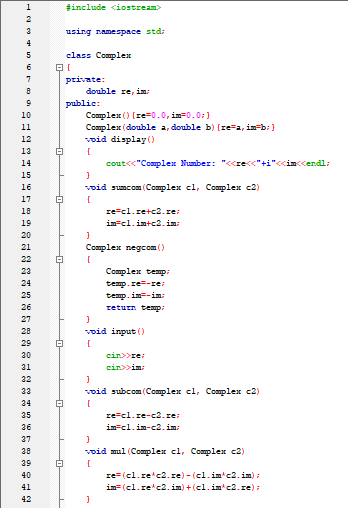 1 #include <iostream>
2
3 using namespace std;
4
5 class Complex
6 {
7 private:
8 double re,im;
9 public:
10 Complex(){re=0.0,im=0.0;}
11 Complex(double a,double b){re=a,im=b;}
12 void display()
13 {
14 cout<<"Complex Number: "<<re<<"+i"<<im<<endl;
15 }
16 void sumcom(Complex c1, Complex c2)
17 {
18 re=c1.re+c2.re;
19 im=c1.im+c2.im;
20 }
21 Complex negcom()
22 {
23 Complex temp;
24 temp.re=-re;
25 temp.im=-im;
26 return temp;
27 }
28 void input()
29 {
30 cin>>re;
31 cin>>im;
32 }
33 void subcom(Complex c1, Complex c2)
34 {
35 re=c1.re-c2.re;
36 im=c1.im-c2.im;
37 }
38 void mul(Complex c1, Complex c2)
39 {
40 re=(c1.re*c2.re)-(c1.im*c2.im);
41 im=(c1.re*c2.im)+(c1.im*c2.re);
42 }